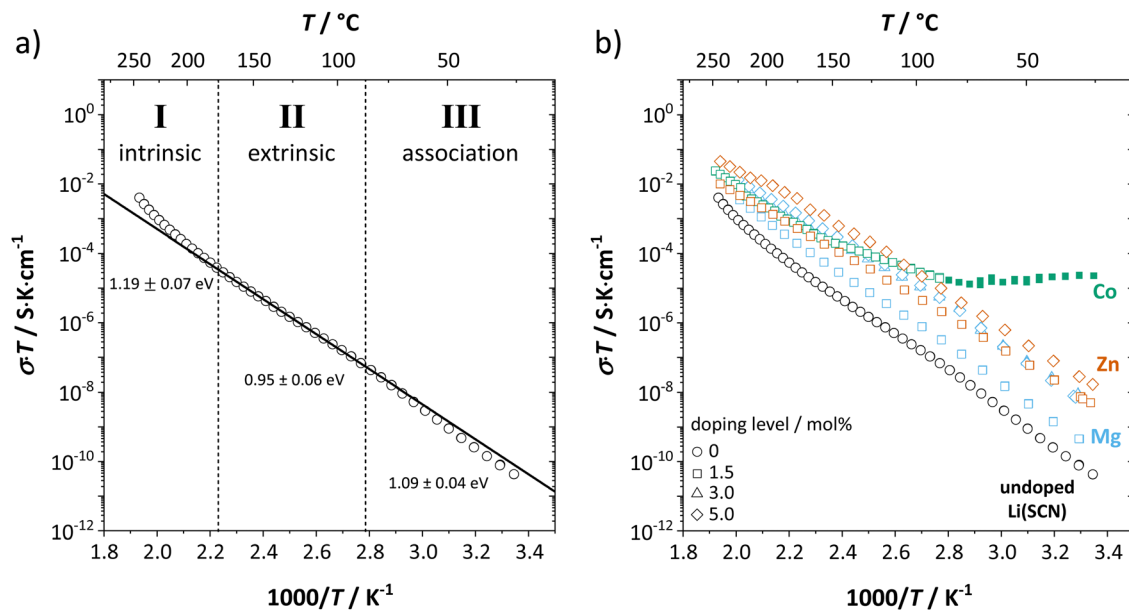 a)
T / °C
250 200 150 100 50
10⁰
10⁻²
10⁻⁴
10⁻⁶
10⁻⁸
10⁻¹⁰
10⁻¹²
σ·T / S·K·cm⁻¹
I II III
intrinsic extrinsic association
1.19 ± 0.07 eV
0.95 ± 0.06 eV
1.09 ± 0.04 eV
1.8 2.0 2.2 2.4 2.6 2.8 3.0 3.2 3.4
1000/T / K⁻¹
b)
T / °C
250 200 150 100 50
10⁰
10⁻²
10⁻⁴
10⁻⁶
10⁻⁸
10⁻¹⁰
10⁻¹²
σ·T / S·K·cm⁻¹
Co
Zn
Mg
doping level / mol%
0
1.5
3.0
5.0
undoped
Li(SCN)
1.8 2.0 2.2 2.4 2.6 2.8 3.0 3.2 3.4
1000/T / K⁻¹